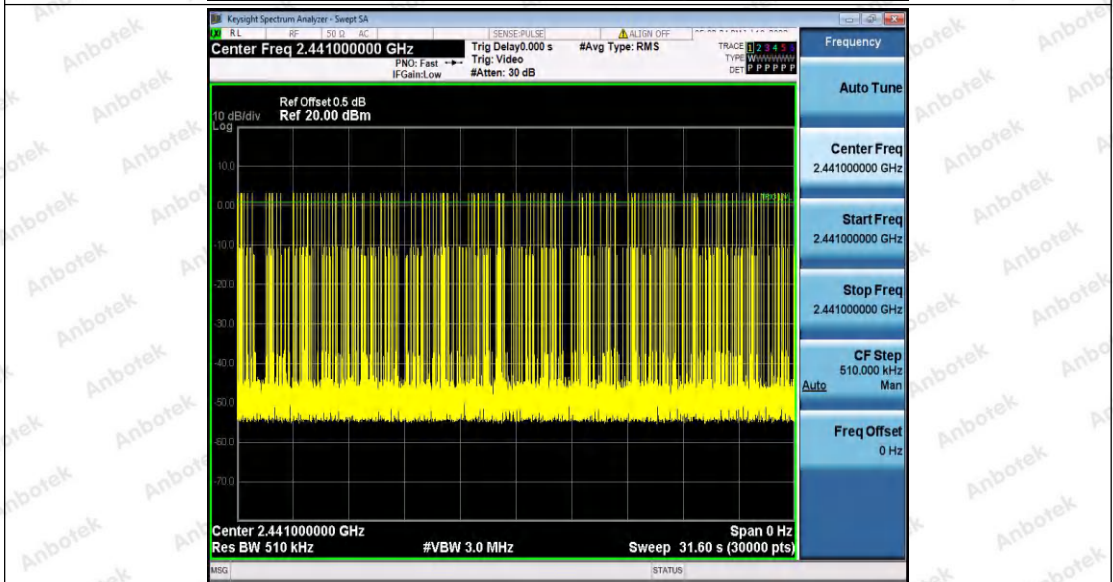 Keysight Spectrum Analyzer - Swept SA
RL RF 50 Ω AC SENSE:PULSE ALIGN OFF
Center Freq 2.441000000 GHz
PNO: Fast
IFGain:Low
Trig Delay0.000 s
Trig: Video
#Atten: 30 dB
#Avg Type: RMS
TRACE 1 2 3 4 5 6
TYPE WWWWWW
DET P P P P P P
Ref Offset 0.5 dB
10 dB/div Ref 20.00 dBm
Log
10.0
0.00
-10.0
-20.0
-30.0
-40.0
-50.0
-60.0
-70.0
Center 2.441000000 GHz
Span 0 Hz
Res BW 510 kHz
#VBW 3.0 MHz
Sweep 31.60 s (30000 pts)
MSG
STATUS
Frequency
Auto Tune
Center Freq
2.441000000 GHz
Start Freq
2.441000000 GHz
Stop Freq
2.441000000 GHz
CF Step
510.000 kHz
Auto Man
Freq Offset
0 Hz
Anbotek